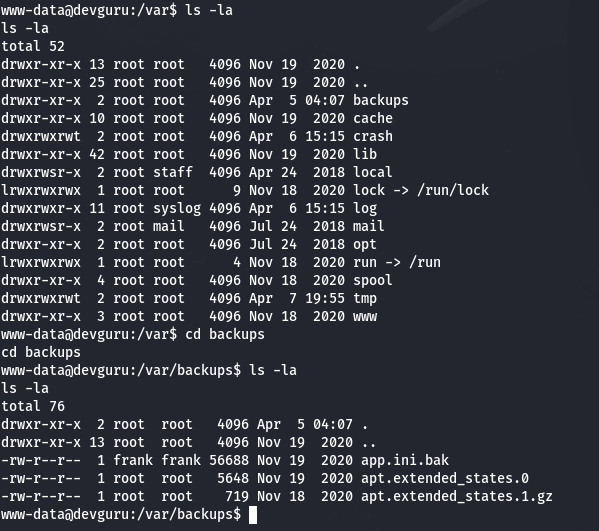 www-data@devguru:/var$ ls -la
ls -la
total 52
drwxr-xr-x 13 root root   4096 Nov 19  2020 .
drwxr-xr-x 25 root root   4096 Nov 19  2020 ..
drwxr-xr-x  2 root root   4096 Apr  5 04:07 backups
drwxr-xr-x 10 root root   4096 Nov 19  2020 cache
drwxrwxrwt  2 root root   4096 Apr  6 15:15 crash
drwxr-xr-x 42 root root   4096 Nov 19  2020 lib
drwxrwsr-x  2 root staff  4096 Apr 24  2018 local
lrwxrwxrwx  1 root root      9 Nov 18  2020 lock -> /run/lock
drwxrwxr-x 11 root syslog 4096 Apr  6 15:15 log
drwxrwsr-x  2 root mail   4096 Jul 24  2018 mail
drwxr-xr-x  2 root root   4096 Jul 24  2018 opt
lrwxrwxrwx  1 root root      4 Nov 18  2020 run -> /run
drwxr-xr-x  4 root root   4096 Nov 18  2020 spool
drwxrwxrwt  2 root root   4096 Apr  7 19:55 tmp
drwxr-xr-x  3 root root   4096 Nov 18  2020 www
www-data@devguru:/var$ cd backups
cd backups
www-data@devguru:/var/backups$ ls -la
ls -la
total 76
drwxr-xr-x  2 root  root   4096 Apr  5 04:07 .
drwxr-xr-x 13 root  root   4096 Nov 19  2020 ..
-rw-r--r--  1 frank frank 56688 Nov 19  2020 app.ini.bak
-rw-r--r--  1 root  root   5648 Nov 19  2020 apt.extended_states.0
-rw-r--r--  1 root  root    719 Nov 18  2020 apt.extended_states.1.gz
www-data@devguru:/var/backups$